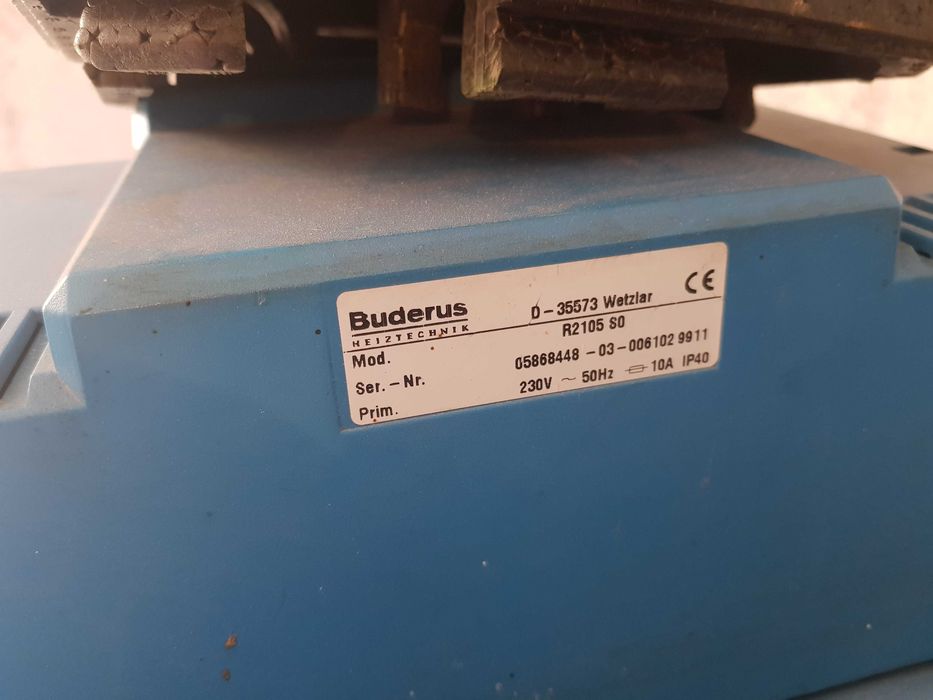 Buderus
HEIZTECHNIK
D-35573 Wetzlar
CE
Mod. R2105 S0
Ser.-Nr. 05868448-03-006102 9911
Prim. 230V ~ 50Hz 10A IP40